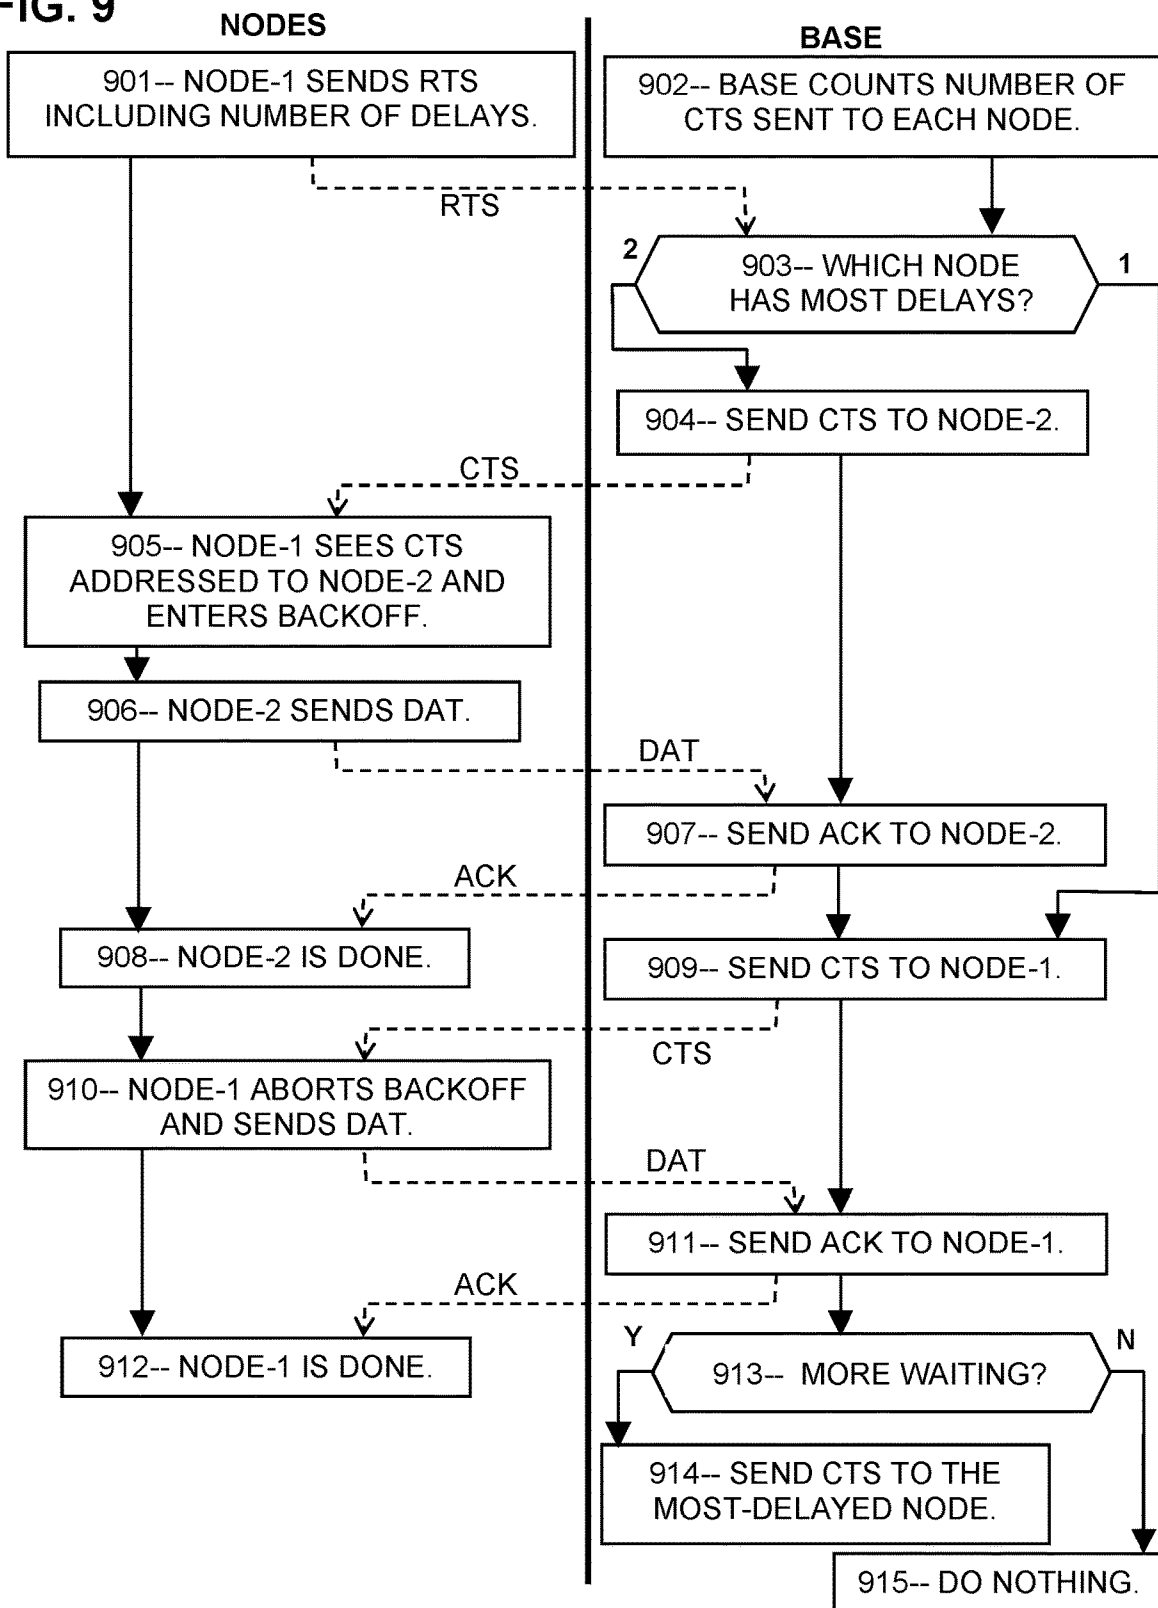 FIG. 9
NODES
BASE
901-- NODE-1 SENDS RTS
INCLUDING NUMBER OF DELAYS.
902-- BASE COUNTS NUMBER OF
CTS SENT TO EACH NODE.
RTS
2
903-- WHICH NODE
HAS MOST DELAYS?
1
904-- SEND CTS TO NODE-2.
CTS
905-- NODE-1 SEES CTS
ADDRESSED TO NODE-2 AND
ENTERS BACKOFF.
906-- NODE-2 SENDS DAT.
DAT
907-- SEND ACK TO NODE-2.
ACK
908-- NODE-2 IS DONE.
909-- SEND CTS TO NODE-1.
CTS
910-- NODE-1 ABORTS BACKOFF
AND SENDS DAT.
DAT
911-- SEND ACK TO NODE-1.
ACK
912-- NODE-1 IS DONE.
Y
913-- MORE WAITING?
N
914-- SEND CTS TO THE
MOST-DELAYED NODE.
915-- DO NOTHING.